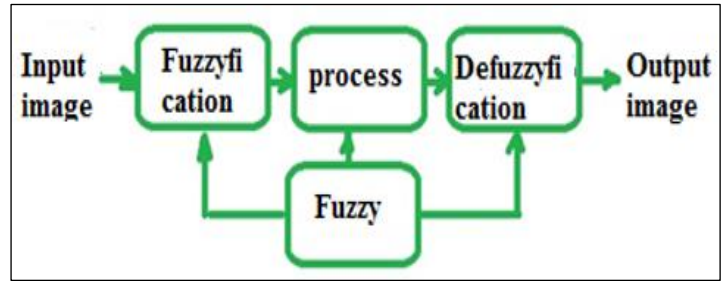 Input
image
Fuzzyfi
cation
process
Defuzzyfi
cation
Output
image
Fuzzy